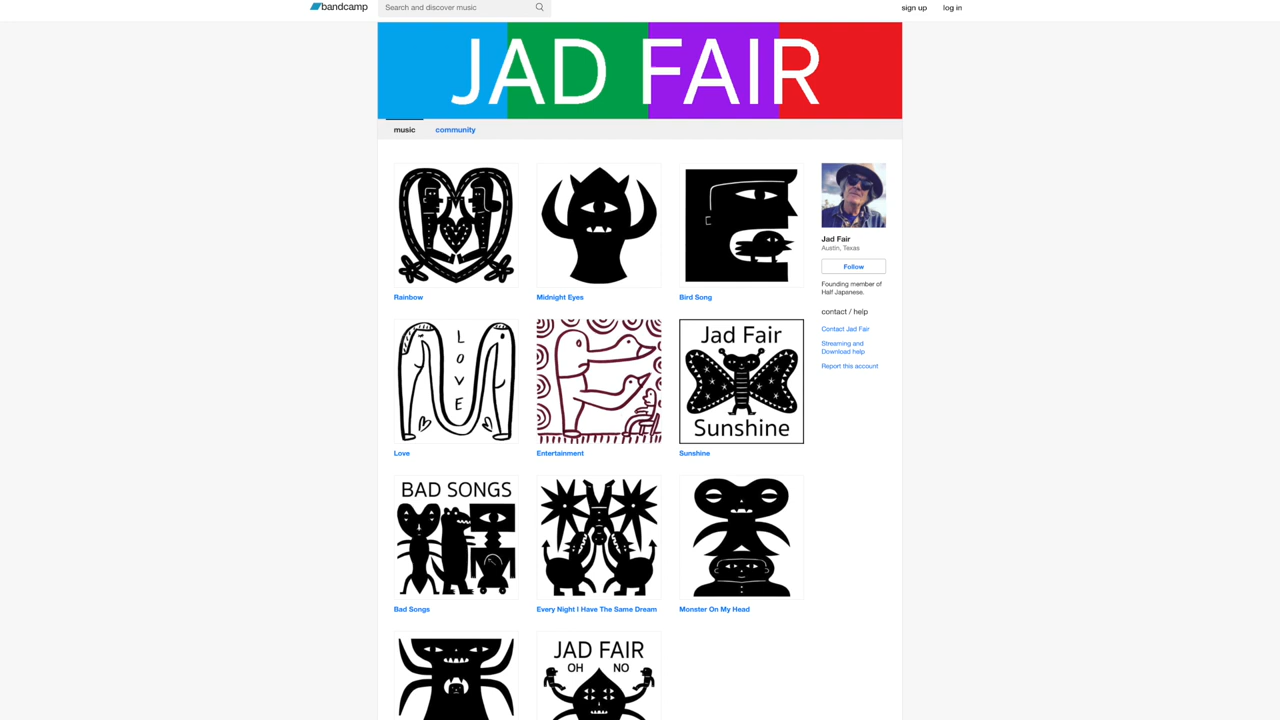 bandcamp
Search and discover music
sign up
log in
JAD FAIR
music
community
Rainbow
Midnight Eyes
Bird Song
Jad Fair
Austin, Texas
Follow
Founding member of
Half Japanese.
contact / help
Contact Jad Fair
Streaming and
Download help
Report this account
LOVE
Jad Fair
Sunshine
Love
Entertainment
Sunshine
BAD SONGS
Bad Songs
Every Night I Have The Same Dream
Monster On My Head
JAD FAIR
OH NO